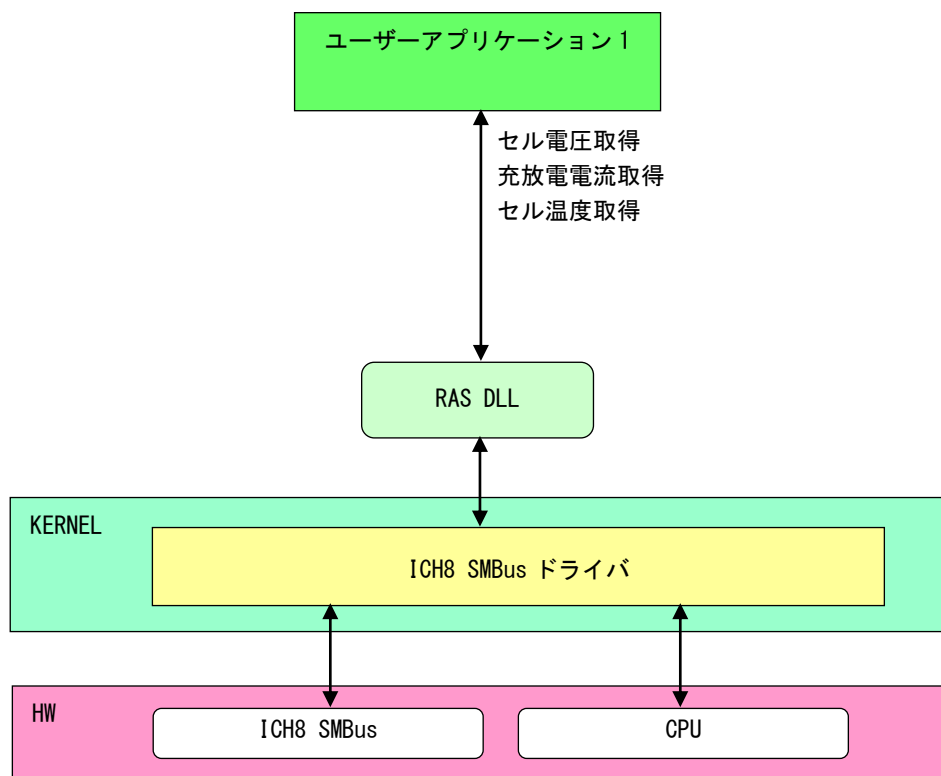 ユーザーアプリケーション1
セル電圧取得
充放電電流取得
セル温度取得
RAS DLL
KERNEL
ICH8 SMBus ドライバ
HW
ICH8 SMBus
CPU